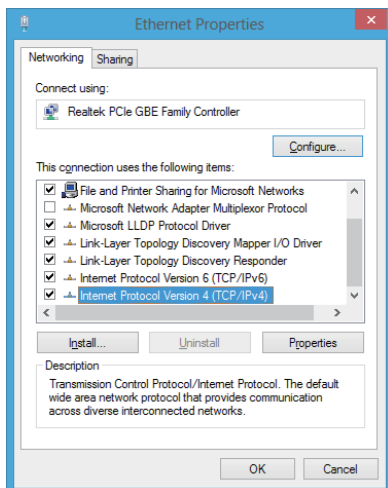 Ethernet Properties
Networking
Sharing
Connect using:
Realtek PCIe GBE Family Controller
Configure...
This connection uses the following items:
File and Printer Sharing for Microsoft Networks
Microsoft Network Adapter Multiplexor Protocol
Microsoft LLDP Protocol Driver
Link-Layer Topology Discovery Mapper I/O Driver
Link-Layer Topology Discovery Responder
Internet Protocol Version 6 (TCP/IPv6)
Internet Protocol Version 4 (TCP/IPv4)
Install...
Uninstall
Properties
Description
Transmission Control Protocol/Internet Protocol. The default
wide area network protocol that provides communication
across diverse interconnected networks.
OK
Cancel